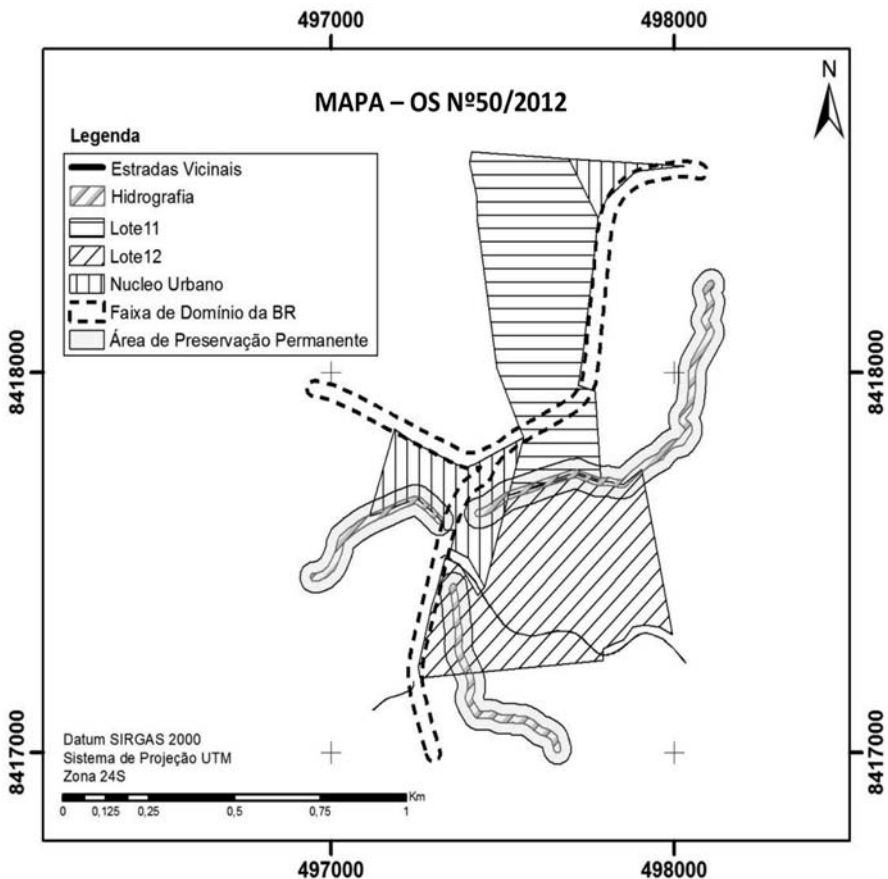 497000 498000
N
MAPA – OS Nº50/2012
Legenda
Estradas Vicinais
Hidrografia
Lote11
Lote12
Nucleo Urbano
Faixa de Domínio da BR
Área de Preservação Permanente
8418000 8418000
8417000 8417000
Datum SIRGAS 2000
Sistema de Projeção UTM
Zona 24S
Km
0 0,125 0,25 0,5 0,75 1
497000 498000